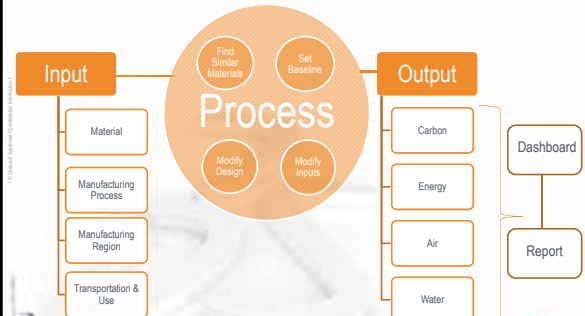 Input
Material
Manufacturing
Process
Manufacturing
Region
Transportation &
Use
Find
Similar
Materials
Set
Baseline
Process
Modify
Design
Modify
Inputs
Output
Carbon
Energy
Air
Water
Dashboard
Report